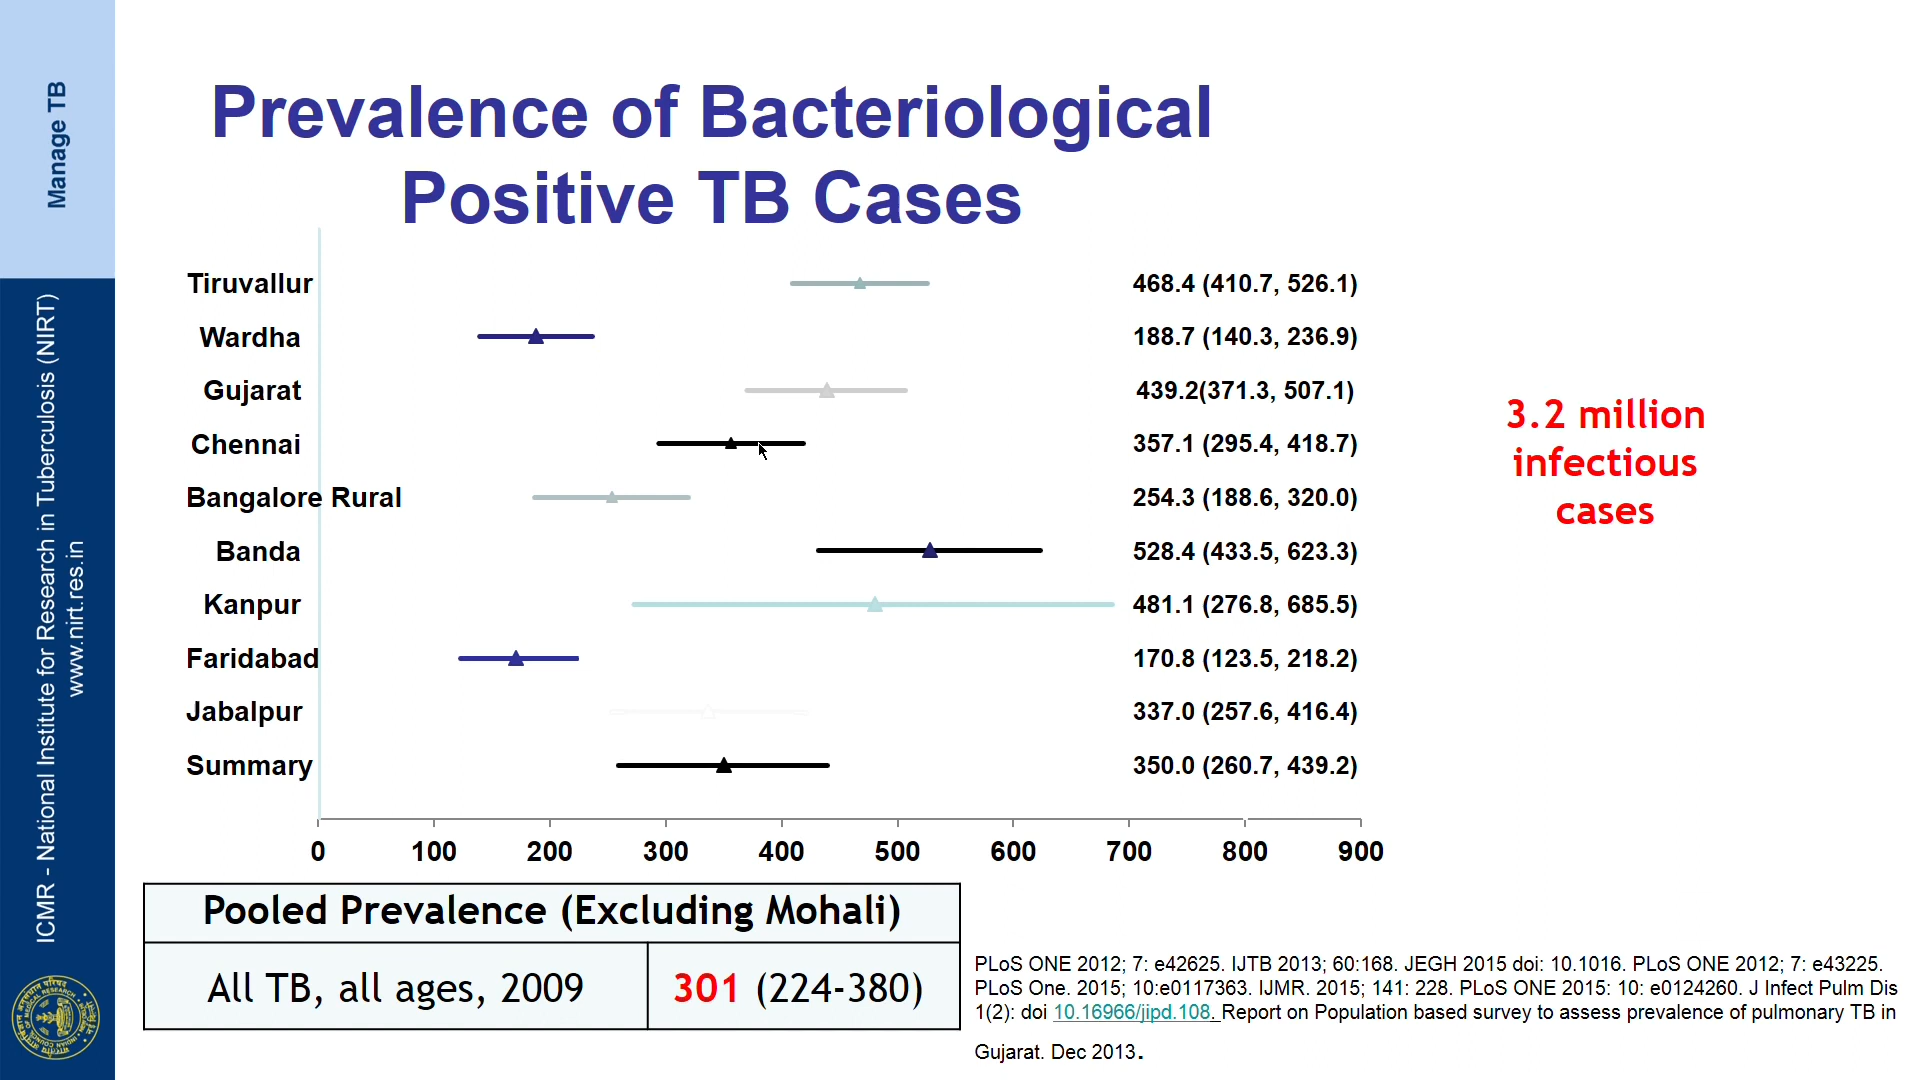 Manage TB
ICMR - National Institute for Research in Tuberculosis (NIRT)
www.nirt.res.in
Prevalence of Bacteriological
Positive TB Cases
Tiruvallur 468.4 (410.7, 526.1)
Wardha 188.7 (140.3, 236.9)
Gujarat 439.2(371.3, 507.1)
Chennai 357.1 (295.4, 418.7)
Bangalore Rural 254.3 (188.6, 320.0)
Banda 528.4 (433.5, 623.3)
Kanpur 481.1 (276.8, 685.5)
Faridabad 170.8 (123.5, 218.2)
Jabalpur 337.0 (257.6, 416.4)
Summary 350.0 (260.7, 439.2)
0 100 200 300 400 500 600 700 800 900
3.2 million
infectious
cases
Pooled Prevalence (Excluding Mohali)
All TB, all ages, 2009 301 (224-380)
PLoS ONE 2012; 7: e42625. IJTB 2013; 60:168. JEGH 2015 doi: 10.1016. PLoS ONE 2012; 7: e43225.
PLoS One. 2015; 10:e0117363. IJMR. 2015; 141: 228. PLoS ONE 2015: 10: e0124260. J Infect Pulm Dis
1(2): doi 10.16966/jipd.108. Report on Population based survey to assess prevalence of pulmonary TB in
Gujarat. Dec 2013.